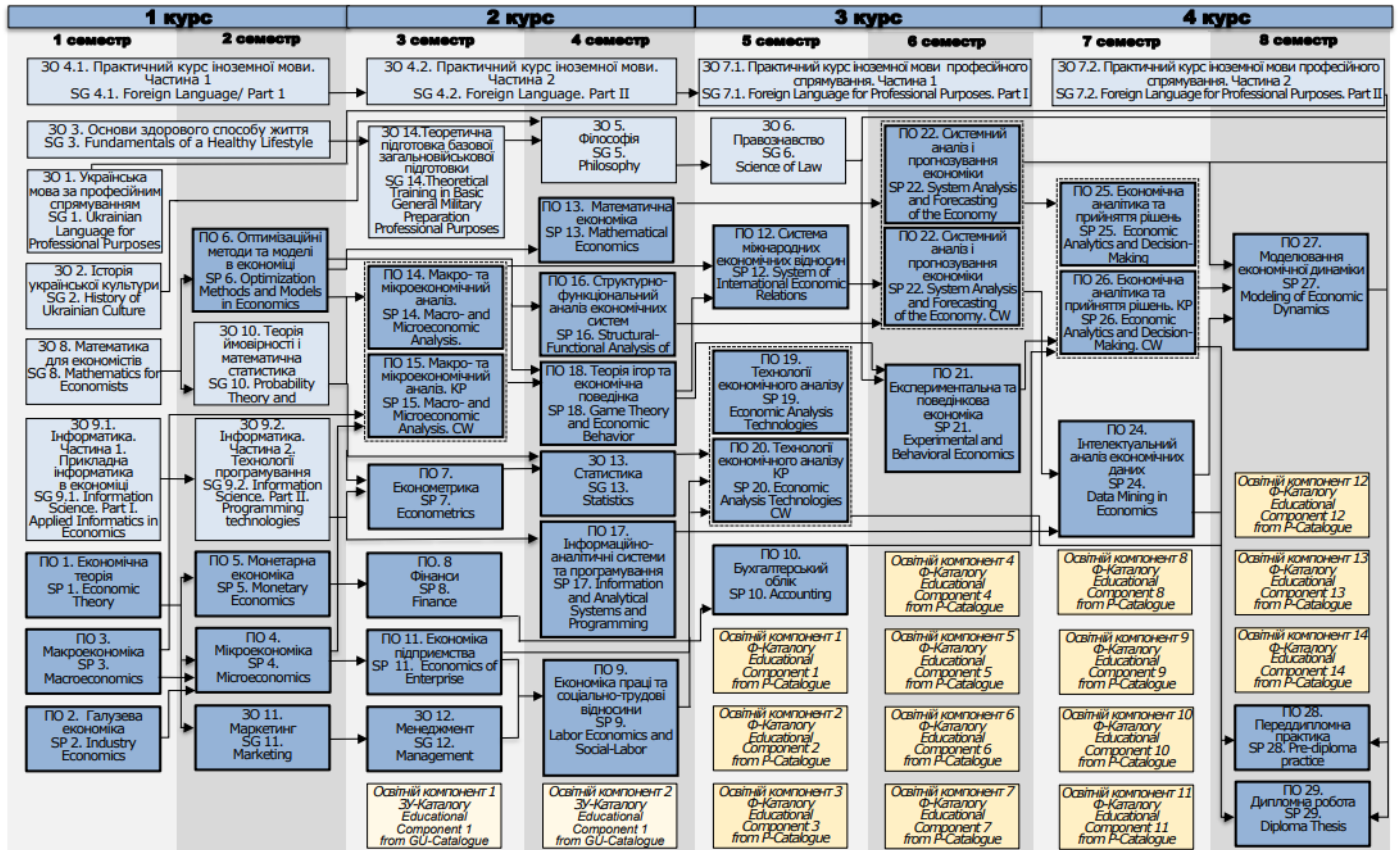 1 курс
2 курс
3 курс
4 курс
1 семестр
2 семестр
3 семестр
4 семестр
5 семестр
6 семестр
7 семестр
8 семестр
ЗО 4.1. Практичний курс іноземної мови.
Частина 1
SG 4.1. Foreign Language/ Part 1
ЗО 4.2. Практичний курс іноземної мови.
Частина 2
SG 4.2. Foreign Language. Part II
ЗО 7.1. Практичний курс іноземної мови професійного
спрямування. Частина 1
SG 7.1. Foreign Language for Professional Purposes. Part I
ЗО 7.2. Практичний курс іноземної мови професійного
спрямування. Частина 2
SG 7.2. Foreign Language for Professional Purposes. Part II
ЗО 3. Основи здорового способу життя
SG 3. Fundamentals of a Healthy Lifestyle
ЗО 1. Українська
мова за професійним
спрямуванням
SG 1. Ukrainian
Language for
Professional Purposes
ЗО 2. Історія
української культури
SG 2. History of
Ukrainian Culture
ЗО 8. Математика
для економістів
SG 8. Mathematics for
Economists
ЗО 9.1.
Інформатика.
Частина 1.
Прикладна
інформатика
в економіці
SG 9.1. Information
Science. Part I.
Applied Informatics in
Economics
ПО 1. Економічна
теорія
SP 1. Economic
Theory
ПО 3.
Макроекономіка
SP 3.
Macroeconomics
ПО 2. Галузева
економіка
SP 2. Industry
Economics
ПО 6. Оптимізаційні
методи та моделі
в економіці
SP 6. Optimization
Methods and Models
in Economics
ЗО 10. Теорія
ймовірності і
математична
статистика
SG 10. Probability
Theory and
ЗО 9.2.
Інформатика.
Частина 2.
Технології
програмування
SG 9.2. Information
Science. Part II.
Programming
technologies
ПО 5. Монетарна
економіка
SP 5. Monetary
Economics
ПО 4.
Мікроекономіка
SP 4.
Microeconomics
ЗО 11.
Маркетинг
SG 11.
Marketing
ЗО 14.Теоретична
підготовка базової
загальновійськової
підготовки
SG 14.Theoretical
Training in Basic
General Military
Preparation
Professional Purposes
ПО 14. Макро- та
мікроекономічний
аналіз.
SP 14. Macro- and
Microeconomic
Analysis.
ПО 15. Макро- та
мікроекономічний
аналіз. КР
SP 15. Macro- and
Microeconomic
Analysis. CW
ПО 7.
Економетрика
SP 7.
Econometrics
ПО. 8
Фінанси
SP 8.
Finance
ПО 11. Економіка
підприємства
SP 11. Economics of
Enterprise
ЗО 12.
Менеджмент
SG 12.
Management
Освітній компонент 1
ЗУ-Каталогу
Educational
Component 1
from GU-Catalogue
ЗО 5.
Філософія
SG 5.
Philosophy
ПО 13. Математична
економіка
SP 13. Mathematical
Economics
ПО 16. Структурно-
функціональний
аналіз економічних
систем
SP 16. Structural-
Functional Analysis of
ПО 18. Теорія ігор та
економічна
поведінка
SP 18. Game Theory
and Economic
Behavior
ЗО 13.
Статистика
SG 13.
Statistics
ПО 17.
Інформаційно-
аналітичні системи
та програмування
SP 17. Information
and Analytical
Systems and
Programming
ПО 9.
Економіка праці та
соціально-трудові
відносини
SP 9.
Labor Economics and
Social-Labor
Освітній компонент 2
ЗУ-Каталогу
Educational
Component 1
from GU-Catalogue
ЗО 6.
Правознавство
SG 6.
Science of Law
ПО 12. Система
міжнародних
економічних відносин
SP 12. System of
International Economic
Relations
ПО 19.
Технології
економічного аналізу
SP 19.
Economic Analysis
Technologies
ПО 20. Технології
економічного аналізу
КР
SP 20. Economic
Analysis Technologies
CW
ПО 10.
Бухгалтерський
облік
SP 10. Accounting
Освітній компонент 1
Ф-Каталогу
Educational
Component 1
from P-Catalogue
Освітній компонент 2
Ф-Каталогу
Educational
Component 2
from P-Catalogue
Освітній компонент 3
Ф-Каталогу
Educational
Component 3
from P-Catalogue
ПО 22. Системний
аналіз і
прогнозування
економіки
SP 22. System Analysis
and Forecasting
of the Economy
ПО 22. Системний
аналіз і
прогнозування
економіки
SP 22. System Analysis
and Forecasting
of the Economy. CW
ПО 21.
Експериментальна та
поведінкова
економіка
SP 21.
Experimental and
Behavioral Economics
Освітній компонент 4
Ф-Каталогу
Educational
Component 4
from P-Catalogue
Освітній компонент 5
Ф-Каталогу
Educational
Component 5
from P-Catalogue
Освітній компонент 6
Ф-Каталогу
Educational
Component 6
from P-Catalogue
Освітній компонент 7
Ф-Каталогу
Educational
Component 7
from P-Catalogue
ПО 25. Економічна
аналітика та
прийняття рішень
SP 25. Economic
Analytics and Decision-
Making
ПО 26. Економічна
аналітика та
прийняття рішень. КР
SP 26. Economic
Analytics and Decision-
Making. CW
ПО 24.
Інтелектуальний
аналіз економічних
даних
SP 24.
Data Mining in
Economics
Освітній компонент 8
Ф-Каталогу
Educational
Component 8
from P-Catalogue
Освітній компонент 9
Ф-Каталогу
Educational
Component 9
from P-Catalogue
Освітній компонент 10
Ф-Каталогу
Educational
Component 10
from P-Catalogue
Освітній компонент 11
Ф-Каталогу
Educational
Component 11
from P-Catalogue
ПО 27.
Моделювання
економічної динаміки
SP 27.
Modeling of Economic
Dynamics
Освітній компонент 12
Ф-Каталогу
Educational
Component 12
from P-Catalogue
Освітній компонент 13
Ф-Каталогу
Educational
Component 13
from P-Catalogue
Освітній компонент 14
Ф-Каталогу
Educational
Component 14
from P-Catalogue
ПО 28.
Переддипломна
практика
SP 28. Pre-diploma
practice
ПО 29.
Дипломна робота
SP 29.
Diploma Thesis